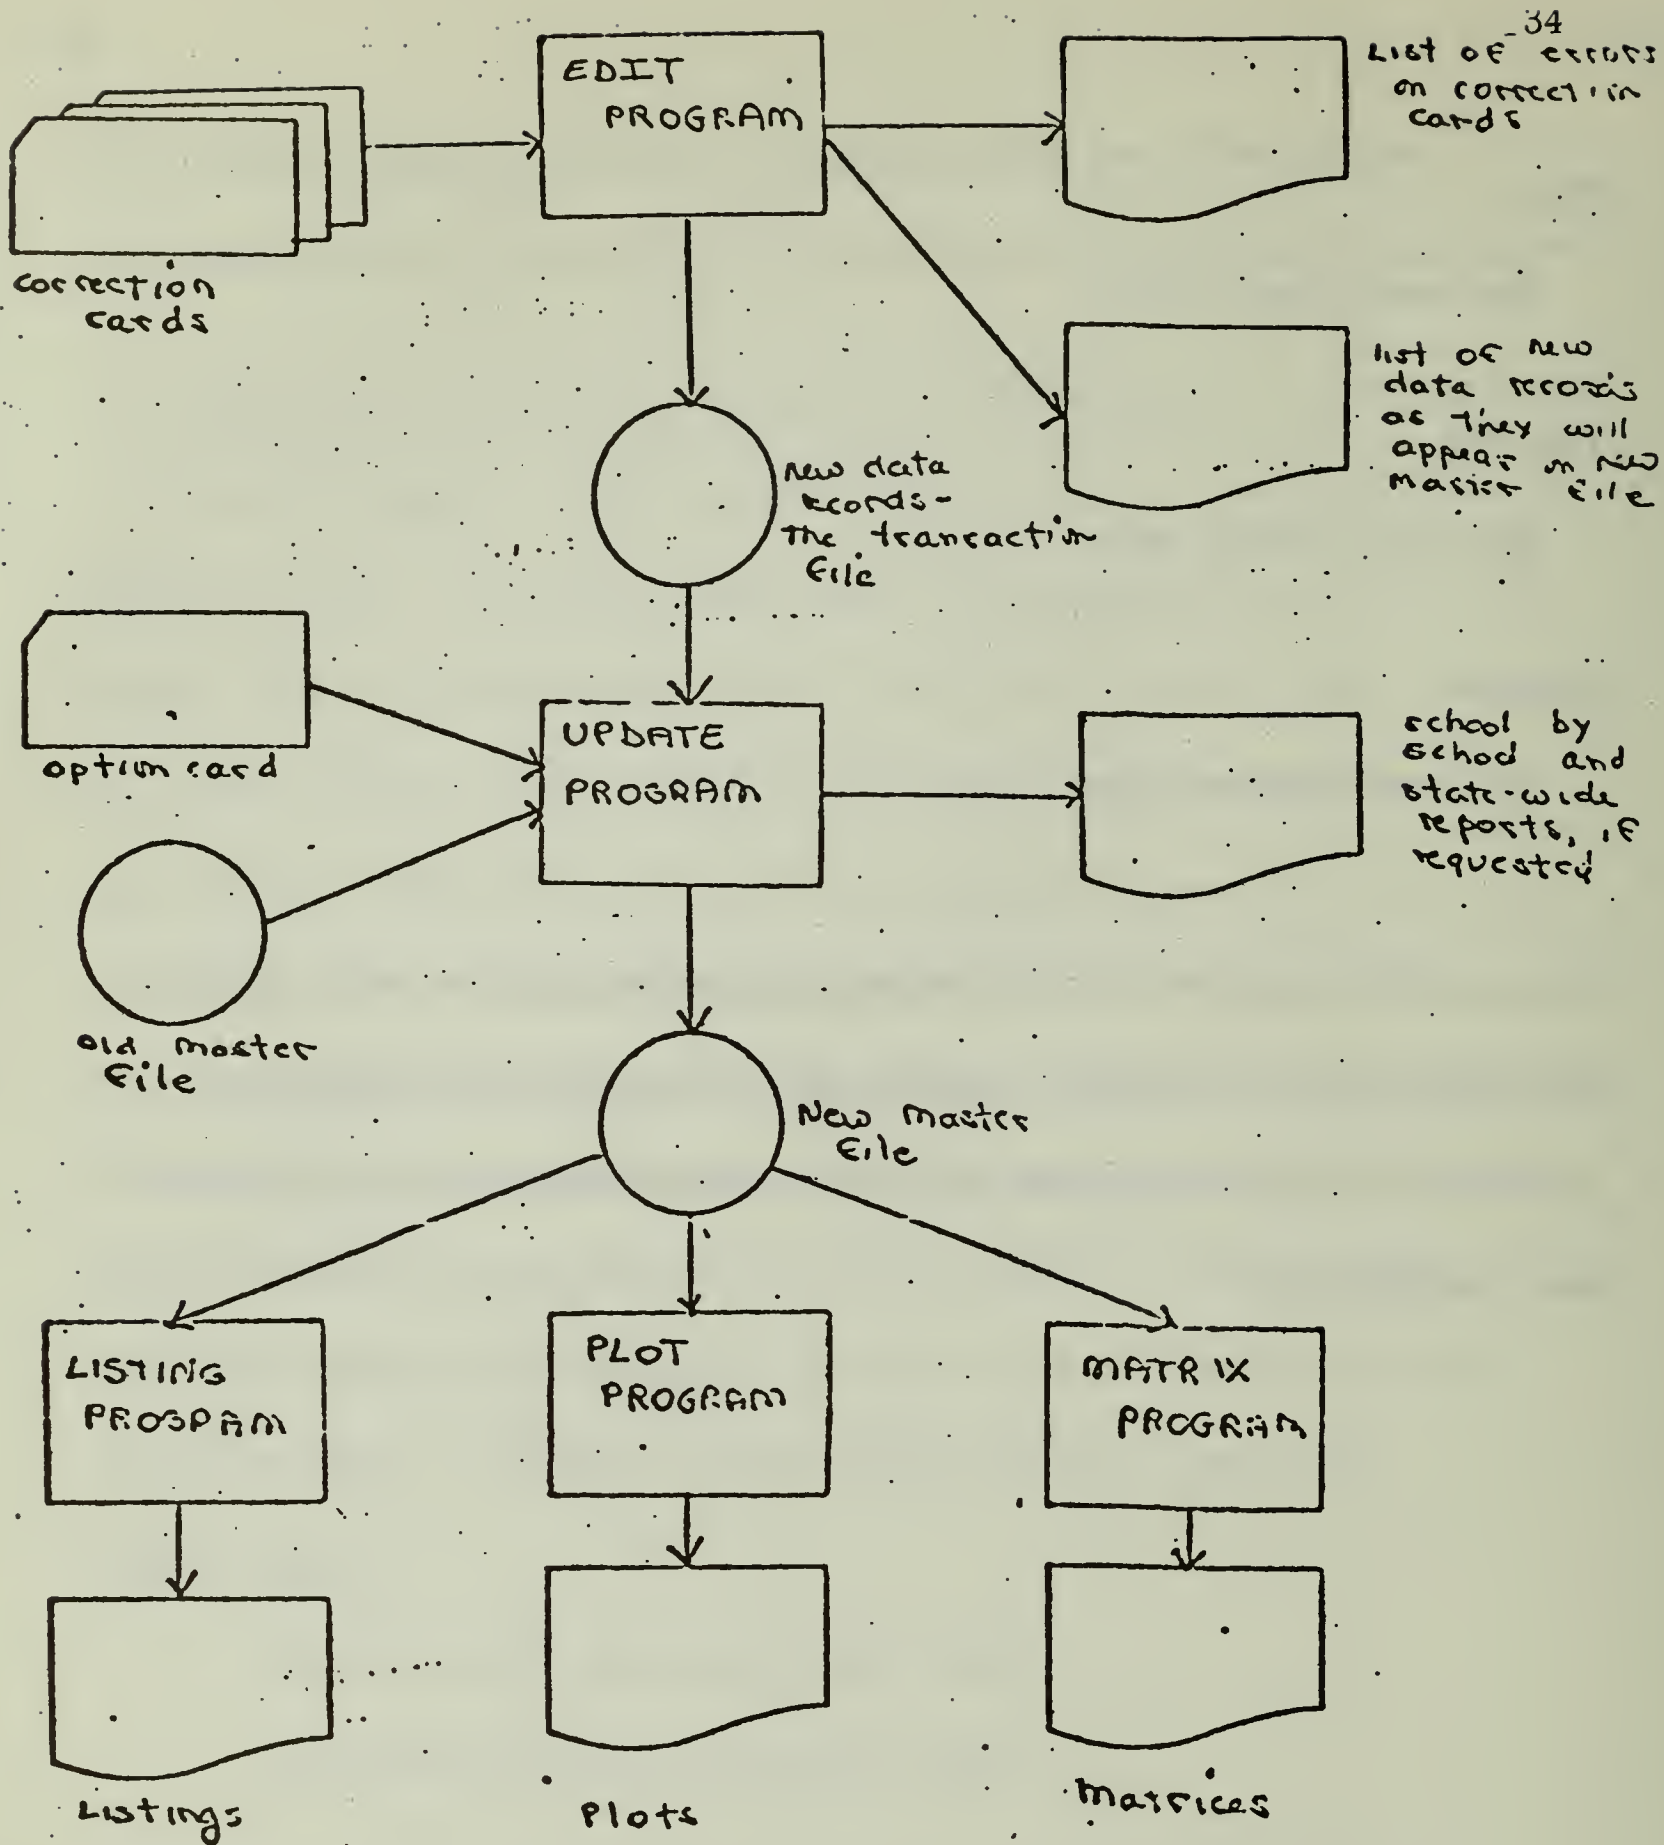 34
EDIT
PROGRAM
List of errors
on correction
cards
correction
cards
list of new
data records
as they will
appear in new
master file
new data
records -
the transaction
file
option card
UPDATE
PROGRAM
school by
school and
state-wide
reports, if
requested
old master
file
New master
file
LISTING
PROGRAM
PLOT
PROGRAM
MATRIX
PROGRAM
Listings
Plots
Matrices